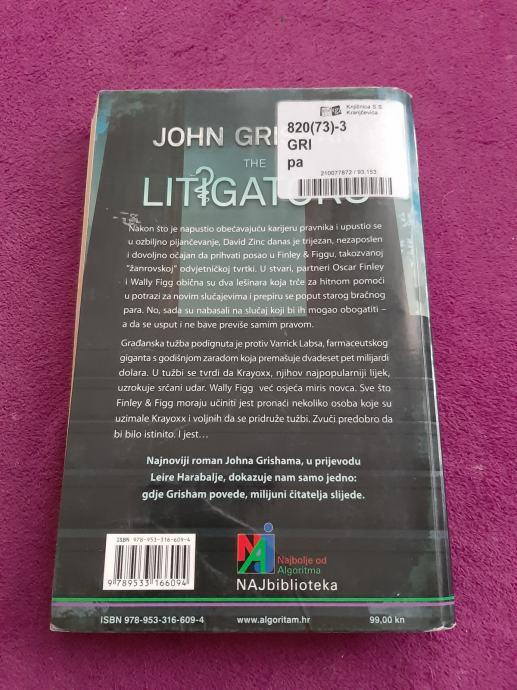 Knjižnica S.S.
Kranjčevića
820(73)-3
GRI
pa
210077872 / 93.153
JOHN
THE
LITIGATORS
Nakon što je napustio obećavajuću karijeru pravnika i upustio se
u ozbiljno pijančevanje, David Zinc danas je trijezan, nezaposlen
i dovoljno očajan da prihvati posao u Finley & Figgu, takozvanoj
"žanrovskoj" odvjetničkoj tvrtki. U stvari, partneri Oscar Finley
i Wally Figg obična su dva lešinara koja trče za hitnom pomoći
u potrazi za novim slučajevima i prepiru se poput starog bračnog
para. No, sada su nabasali na slučaj koji bi ih mogao obogatiti –
a da se usput i ne bave previše samim pravom.
Građanska tužba podignuta je protiv Varrick Labsa, farmaceutskog
giganta s godišnjom zaradom koja premašuje dvadeset pet milijardi
dolara. U tužbi se tvrdi da Krayoxx, njihov najpopularniji lijek,
uzrokuje srčani udar. Wally Figg već osjeća miris novca. Sve što
Finley & Figg moraju učiniti jest pronaći nekoliko osoba koje su
uzimale Krayoxx i voljnih da se pridruže tužbi. Zvuči predobro da
bi bilo istinito. I jest...
Najnoviji roman Johna Grishama, u prijevodu
Leire Harabalje, dokazuje nam samo jedno:
gdje Grisham povede, milijuni čitatelja slijede.
ISBN 978-953-316-609-4
9 789533 166094
NAJ
Najbolje od
Algoritma
NAJbiblioteka
ISBN 978-953-316-609-4
www.algoritam.hr
99,00 kn